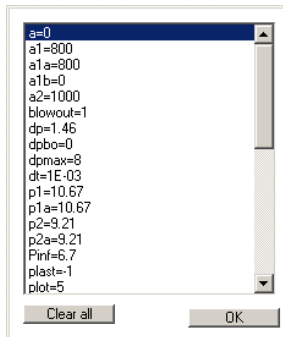 a=0
a1=800
a1a=800
a1b=0
a2=1000
blowout=1
dp=1.46
dpbo=0
dpmax=8
dt=1E-03
p1=10.67
p1a=10.67
p2=9.21
p2a=9.21
Pinf=6.7
plast=-1
plot=5
Clear all
OK